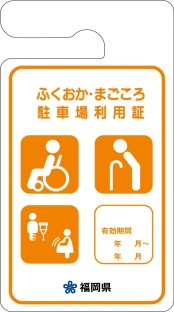 ふくおか・まごころ
駐車場利用証
有効期間
年　月～
年　月
福岡県